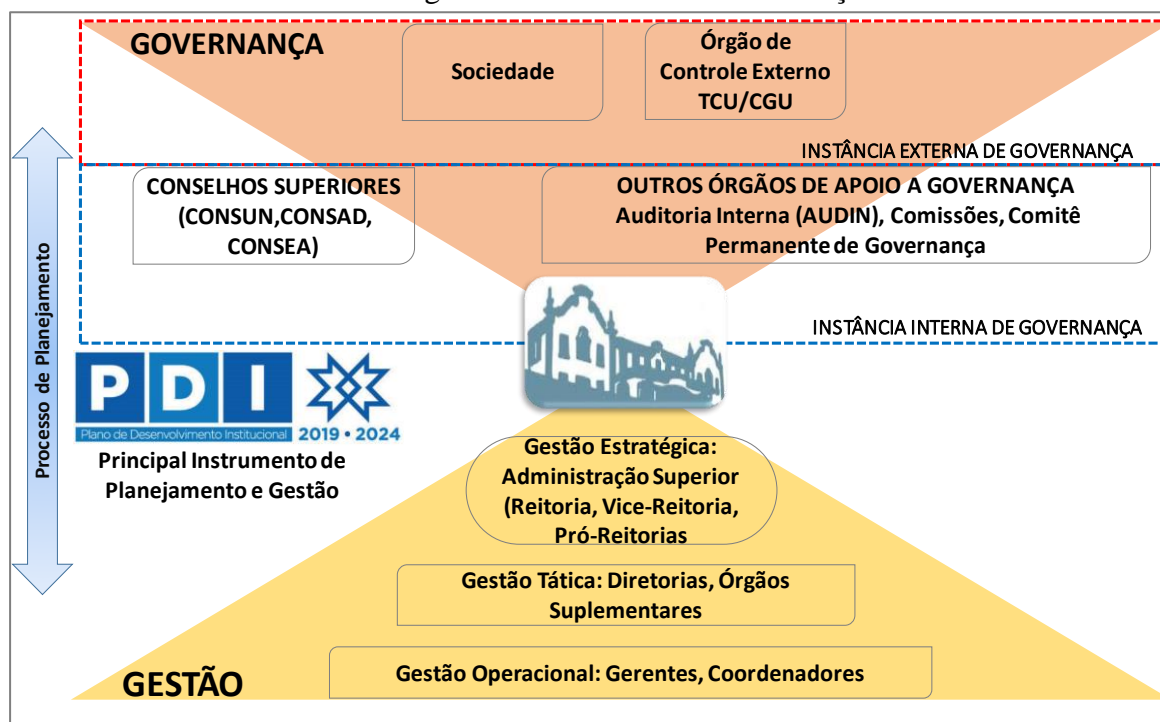 GOVERNANÇA
Sociedade
Órgão de
Controle Externo
TCU/CGU
INSTÂNCIA EXTERNA DE GOVERNANÇA
CONSELHOS SUPERIORES
(CONSUN,CONSAD,
CONSEA)
OUTROS ÓRGÃOS DE APOIO A GOVERNANÇA
Auditoria Interna (AUDIN), Comissões, Comitê
Permanente de Governança
INSTÂNCIA INTERNA DE GOVERNANÇA
Processo de Planejamento
PDI
Plano de Desenvolvimento Institucional 2019 • 2024
Principal Instrumento de
Planejamento e Gestão
Gestão Estratégica:
Administração Superior
(Reitoria, Vice-Reitoria,
Pró-Reitorias
Gestão Tática: Diretorias, Órgãos
Suplementares
Gestão Operacional: Gerentes, Coordenadores
GESTÃO